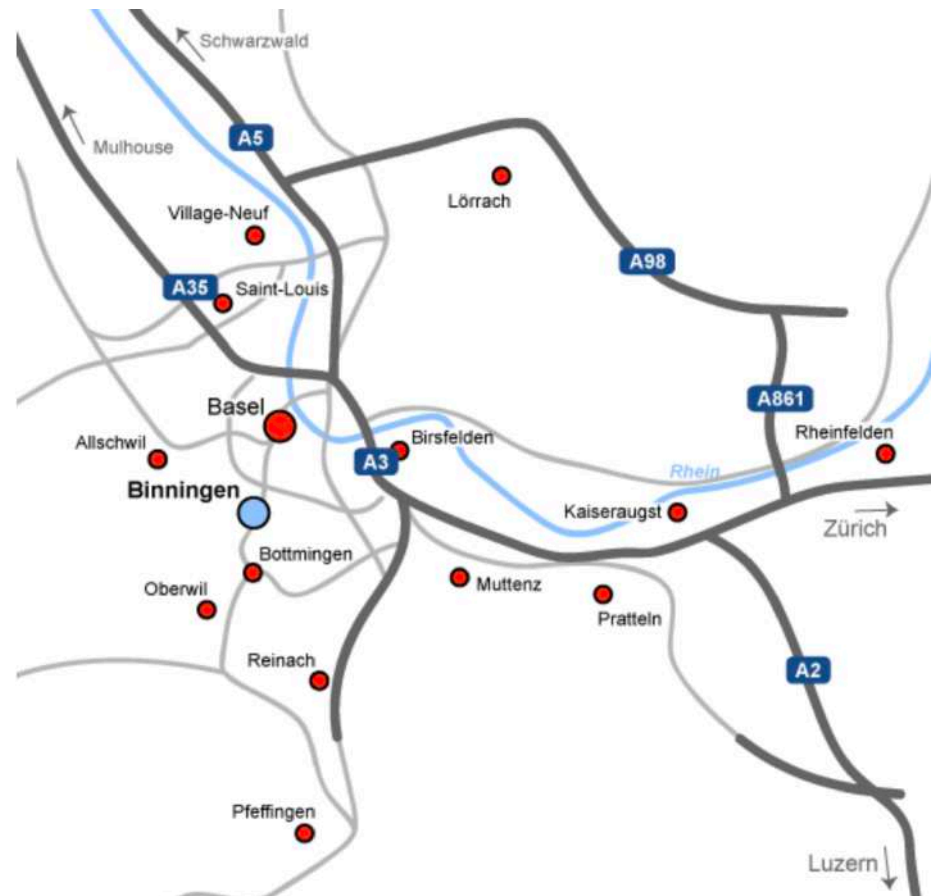 Schwarzwald
A5
Mulhouse
Lörrach
Village-Neuf
A98
A35
Saint-Louis
A861
Basel
Rheinfelden
Birsfelden
Allschwil
A3
Rhein
Binningen
Kaiseraugst
Zürich
Bottmingen
Oberwil
Muttenz
Pratteln
Reinach
A2
Pfeffingen
Luzern